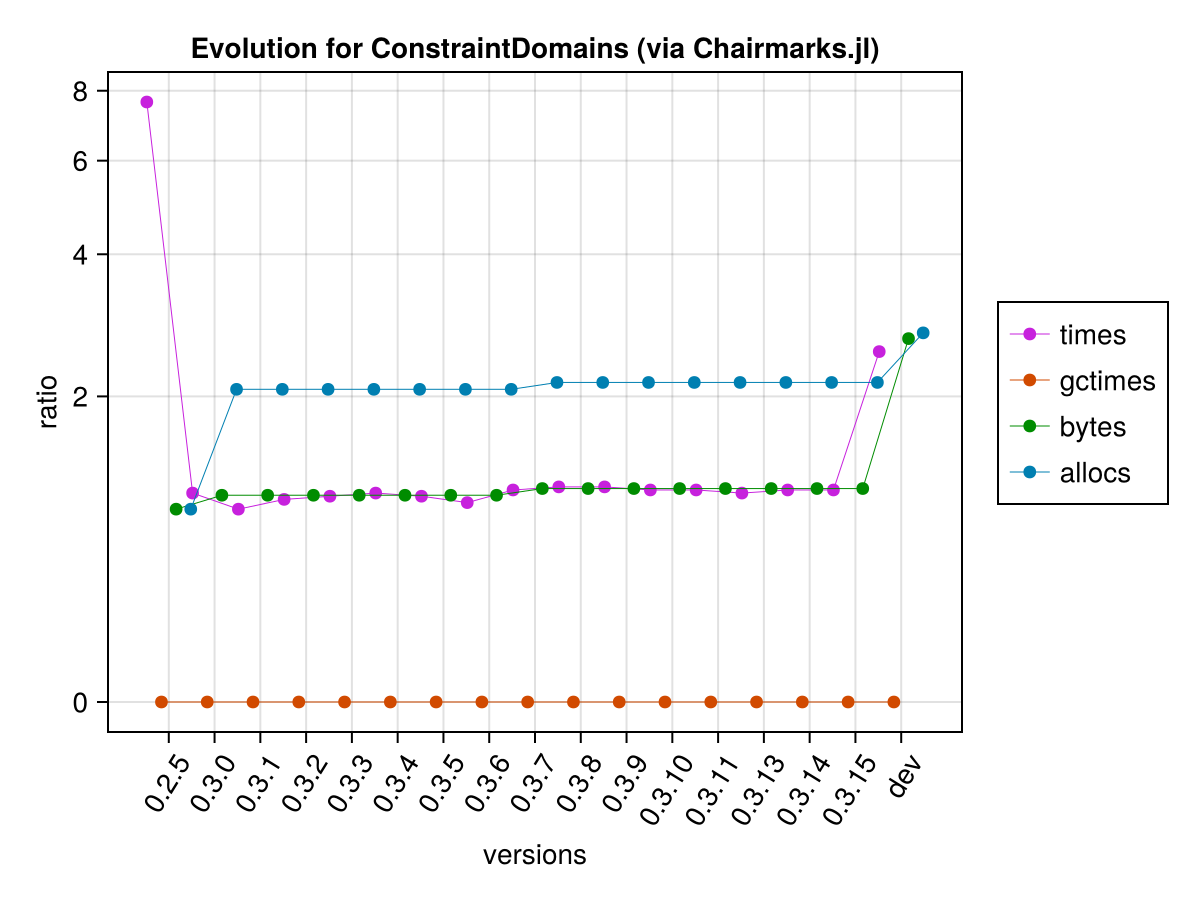 Evolution for ConstraintDomains (via Chairmarks.jl)
8
6
4
2
0
ratio
0.2.5
0.3.0
0.3.1
0.3.2
0.3.3
0.3.4
0.3.5
0.3.6
0.3.7
0.3.8
0.3.9
0.3.10
0.3.11
0.3.13
0.3.14
0.3.15
dev
versions
times
gctimes
bytes
allocs